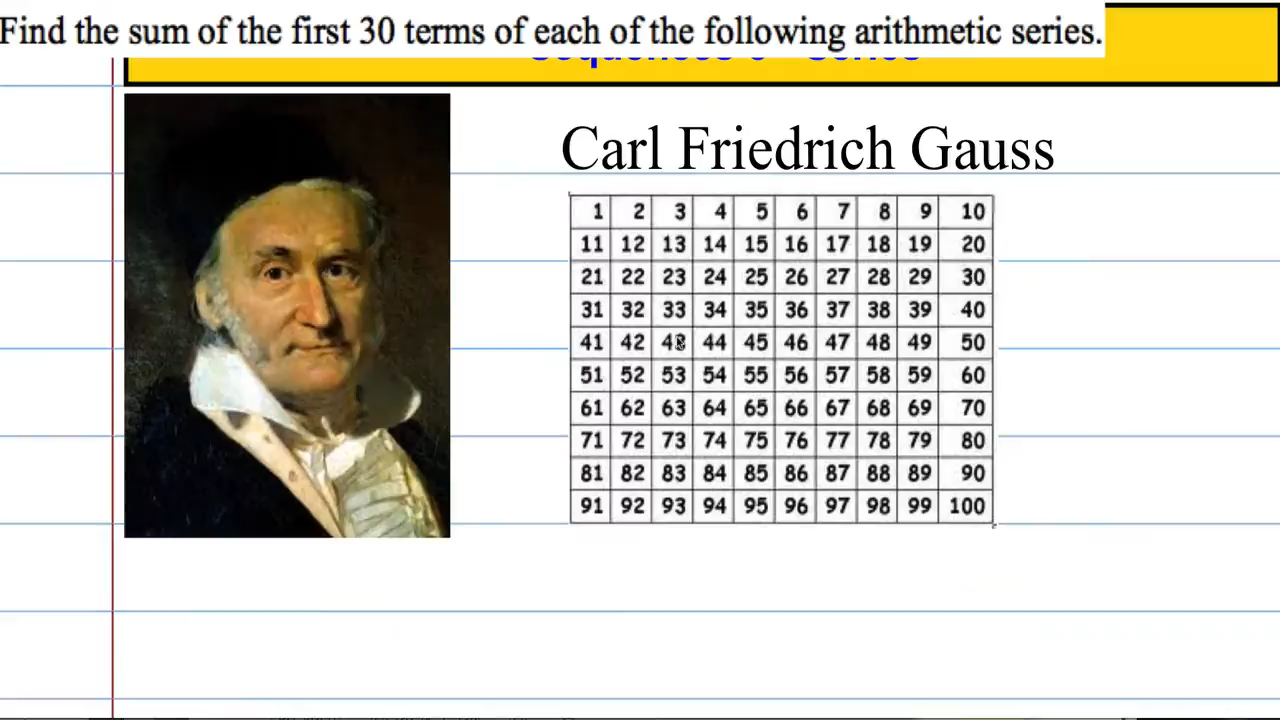 Find the sum of the first 30 terms of each of the following arithmetic series.
Carl Friedrich Gauss
1 2 3 4 5 6 7 8 9 10
11 12 13 14 15 16 17 18 19 20
21 22 23 24 25 26 27 28 29 30
31 32 33 34 35 36 37 38 39 40
41 42 43 44 45 46 47 48 49 50
51 52 53 54 55 56 57 58 59 60
61 62 63 64 65 66 67 68 69 70
71 72 73 74 75 76 77 78 79 80
81 82 83 84 85 86 87 88 89 90
91 92 93 94 95 96 97 98 99 100